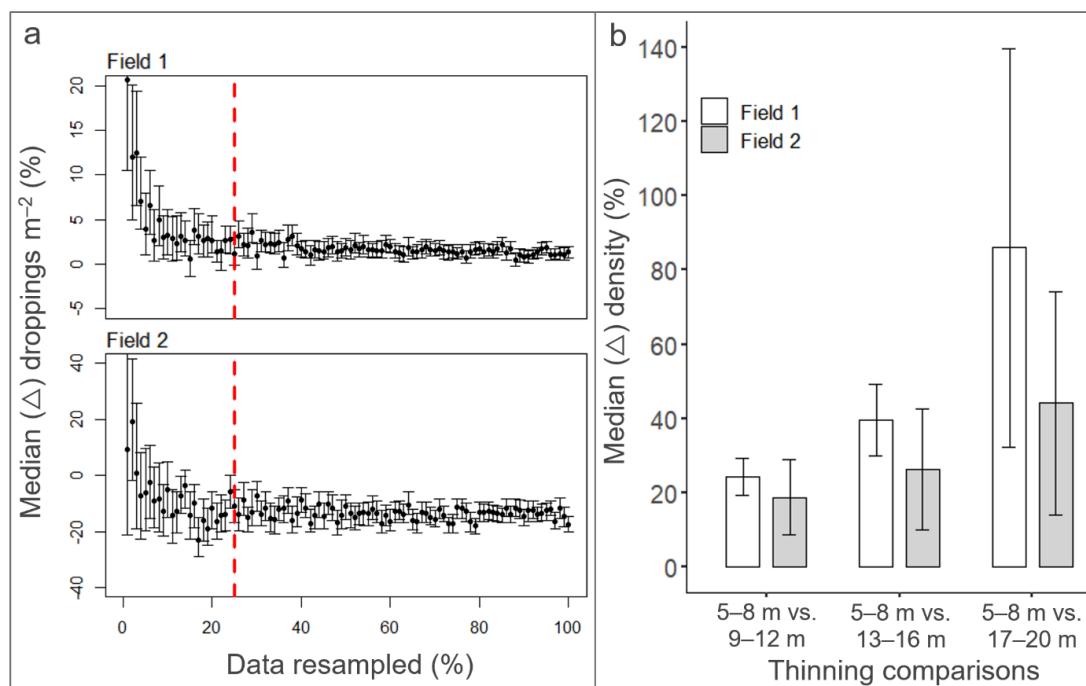 a
Field 1
20
15
10
5
0
-5
Field 2
40
20
0
-20
-40
0 20 40 60 80 100
Data resampled (%)
Median (△) droppings m⁻² (%)
b
140
120
100
80
60
40
20
0
Field 1
Field 2
Median (△) density (%)
5–8 m vs. 5–8 m vs. 5–8 m vs.
9–12 m 13–16 m 17–20 m
Thinning comparisons